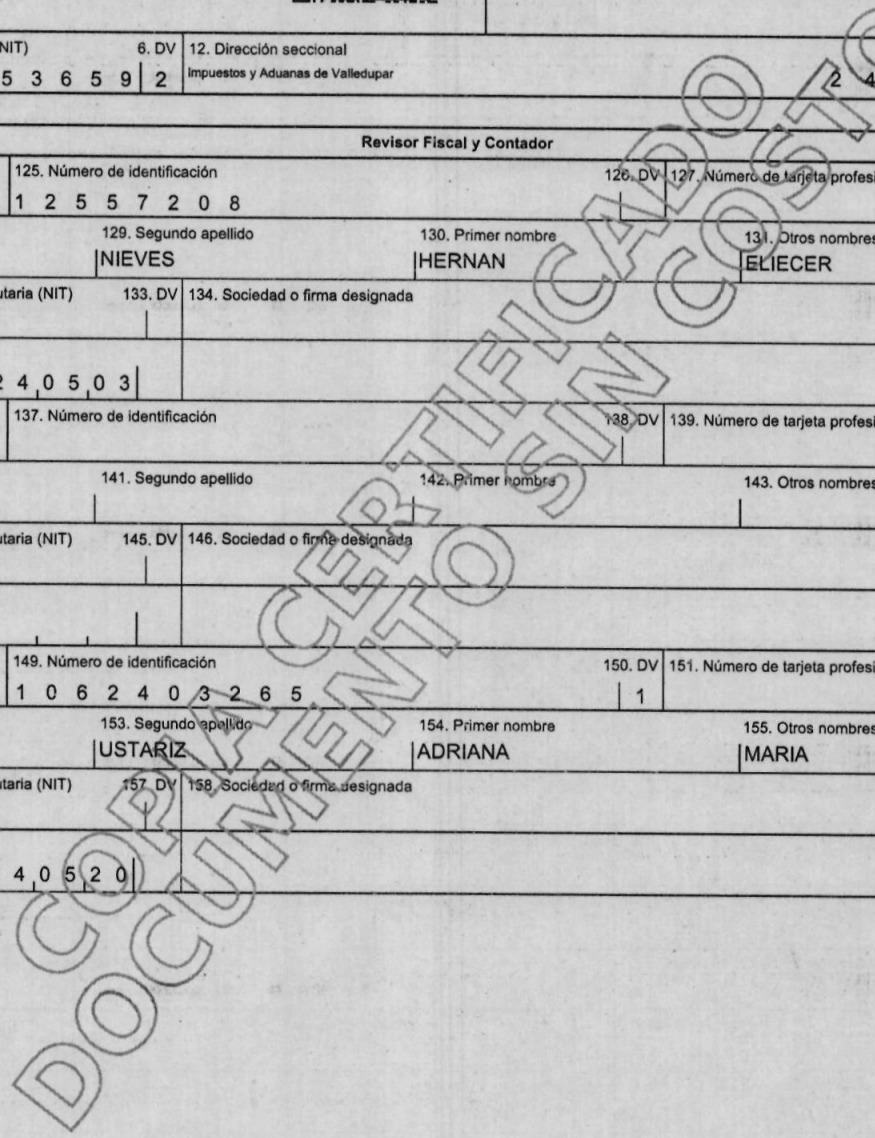 NIT) 6. DV 12. Dirección seccional
5 3 6 5 9 2 Impuestos y Aduanas de Valledupar 2 4
Revisor Fiscal y Contador
125. Número de identificación 126. DV 127. Número de tarjeta profesi
1 2 5 5 7 2 0 8
129. Segundo apellido 130. Primer nombre 131. Otros nombres
NIEVES HERNAN ELIECER
utaria (NIT) 133. DV 134. Sociedad o firma designada
2 4 0 5 0 3
137. Número de identificación 138. DV 139. Número de tarjeta profesi
141. Segundo apellido 142. Primer nombre 143. Otros nombres
utaria (NIT) 145. DV 146. Sociedad o firma designada
149. Número de identificación 150. DV 151. Número de tarjeta profesi
1 0 6 2 4 0 3 2 6 5 1
153. Segundo apellido 154. Primer nombre 155. Otros nombres
USTARIZ ADRIANA MARIA
utaria (NIT) 157. DV 158. Sociedad o firma designada
4 0 5 2 0
COPIA CERTIFICADO
DOCUMENTO SIN COSTO